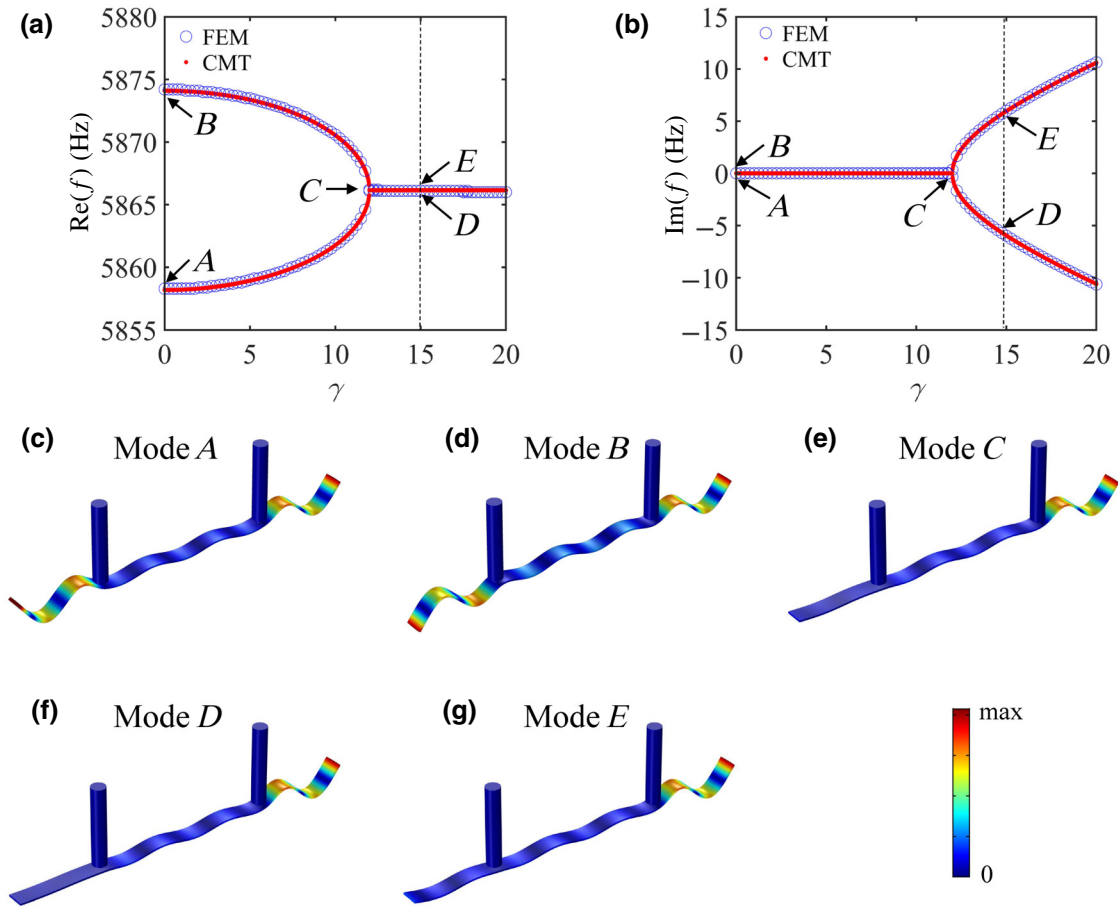 (a)
FEM
CMT
5880
5875
5870
5865
5860
5855
Re(f) (Hz)
0 5 10 15 20
γ
A
B
C
D
E
(b)
FEM
CMT
15
10
5
0
−5
−10
−15
Im(f) (Hz)
0 5 10 15 20
γ
B
A
C
E
D
(c)
Mode A
(d)
Mode B
(e)
Mode C
(f)
Mode D
(g)
Mode E
max
0